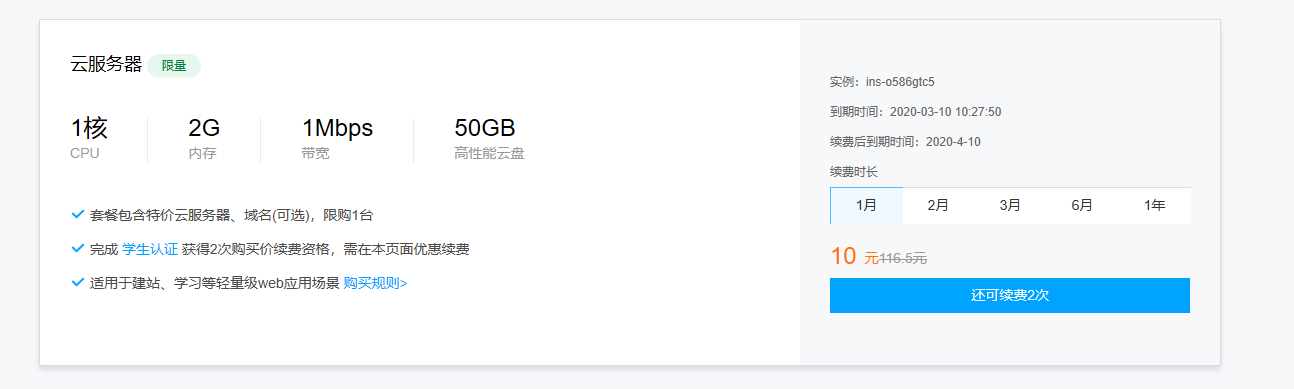 云服务器 限量
1核 2G 1Mbps 50GB
CPU 内存 带宽 高性能云盘
套餐包含特价云服务器、域名(可选)，限购1台
完成 学生认证 获得2次购买价续费资格，需在本页面优惠续费
适用于建站、学习等轻量级web应用场景 购买规则>
实例：ins-o586gtc5
到期时间：2020-03-10 10:27:50
续费后到期时间：2020-4-10
续费时长
1月 2月 3月 6月 1年
10 元116.5元
还可续费2次